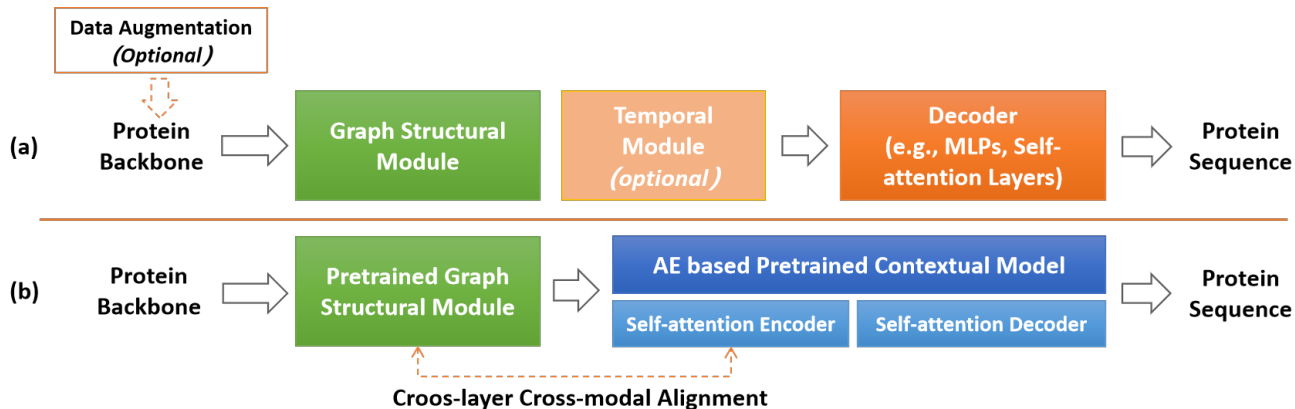 Data Augmentation
(Optional)
(a)
Protein
Backbone
Graph Structural
Module
Temporal
Module
(optional)
Decoder
(e.g., MLPs, Self-
attention Layers)
Protein
Sequence
(b)
Protein
Backbone
Pretrained Graph
Structural Module
AE based Pretrained Contextual Model
Self-attention Encoder
Self-attention Decoder
Protein
Sequence
Croos-layer Cross-modal Alignment